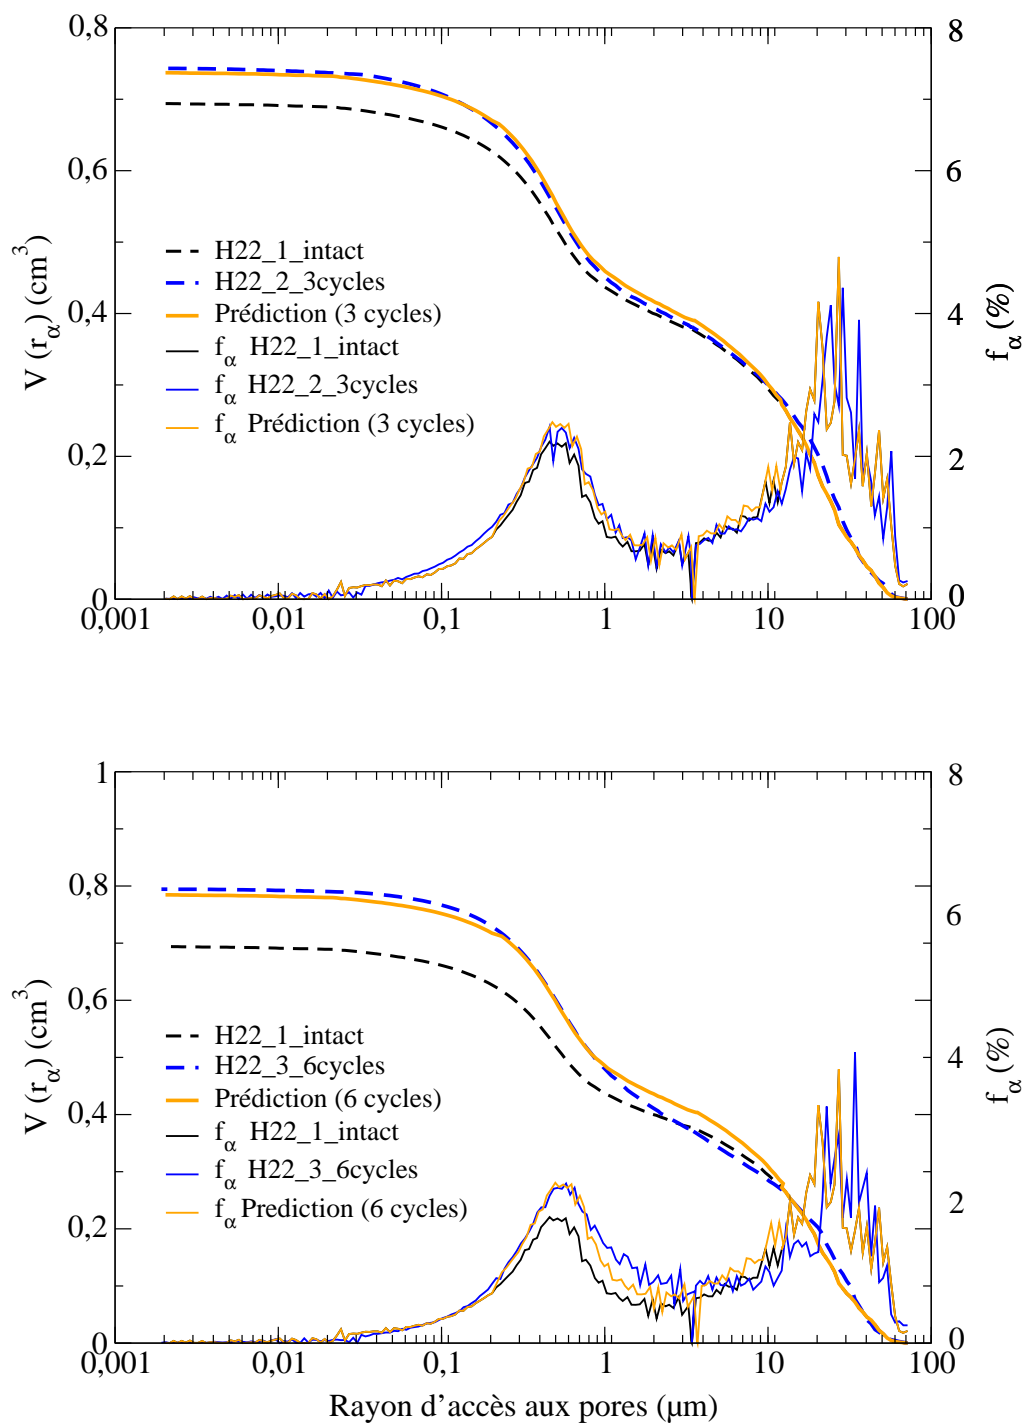 0,8
8
0,6
6
V (rα) (cm³)
H22_1_intact
H22_2_3cycles
Prédiction (3 cycles)
fα H22_1_intact
fα H22_2_3cycles
fα Prédiction (3 cycles)
0,4
4
fα (%)
0,2
2
0
0
0,001 0,01 0,1 1 10 100
1
8
0,8
6
0,6
V (rα) (cm³)
H22_1_intact
H22_3_6cycles
Prédiction (6 cycles)
fα H22_1_intact
fα H22_3_6cycles
fα Prediction (6 cycles)
4
fα (%)
0,4
0,2
2
0
0
0,001 0,01 0,1 1 10 100
Rayon d'accès aux pores (µm)